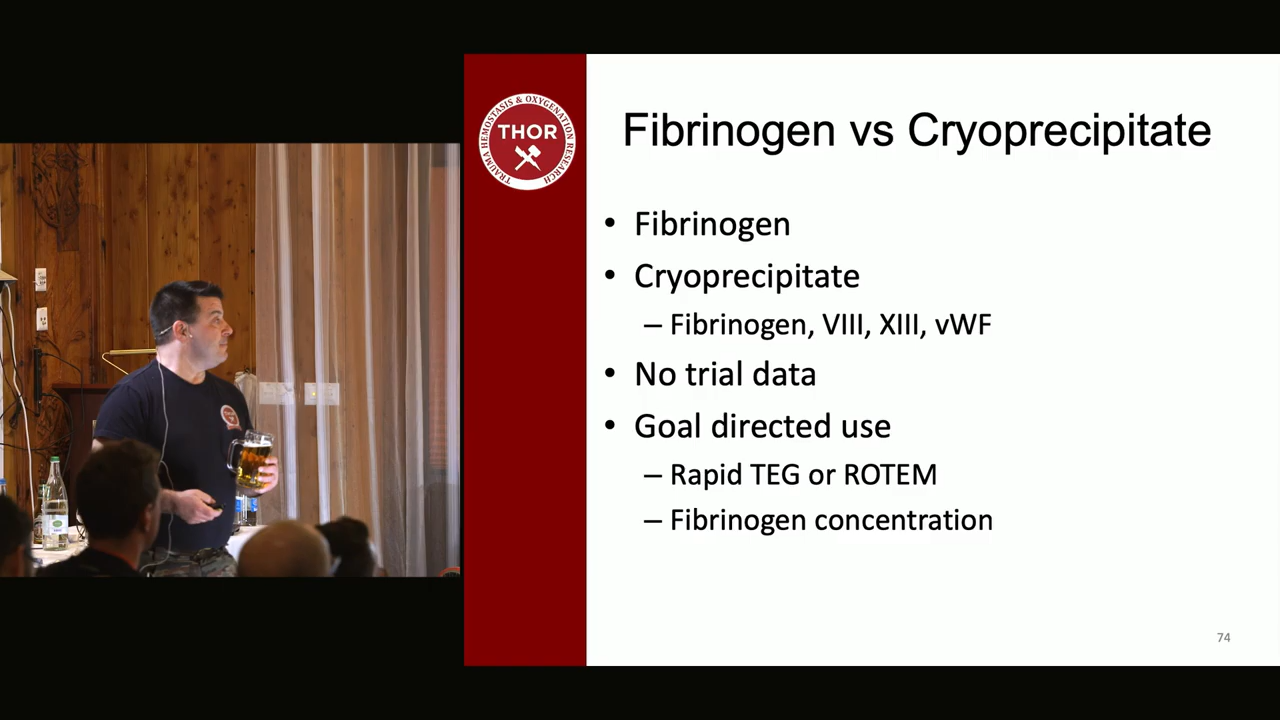 TRAUMA HEMOSTASIS & OXYGENATION RESEARCH
THOR
Fibrinogen vs Cryoprecipitate
• Fibrinogen
• Cryoprecipitate
– Fibrinogen, VIII, XIII, vWF
• No trial data
• Goal directed use
– Rapid TEG or ROTEM
– Fibrinogen concentration
74